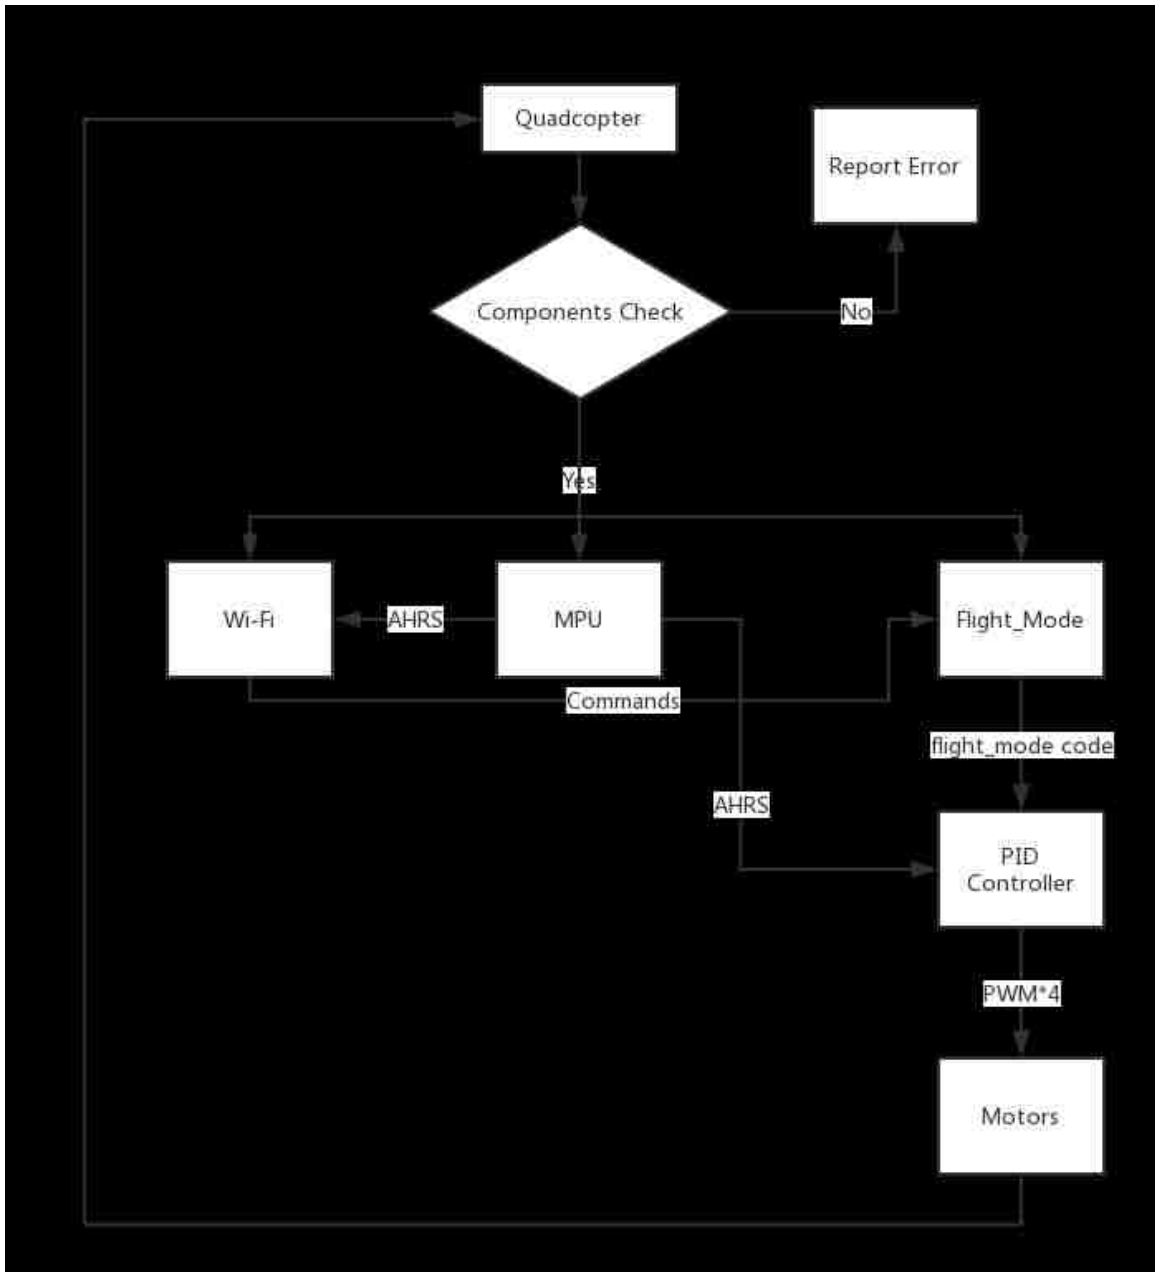 Quadcopter
Report Error
Components Check
No
Yes
Wi-Fi
AHRS
MPU
Flight_Mode
Commands
flight_mode code
AHRS
PID
Controller
PWM*4
Motors